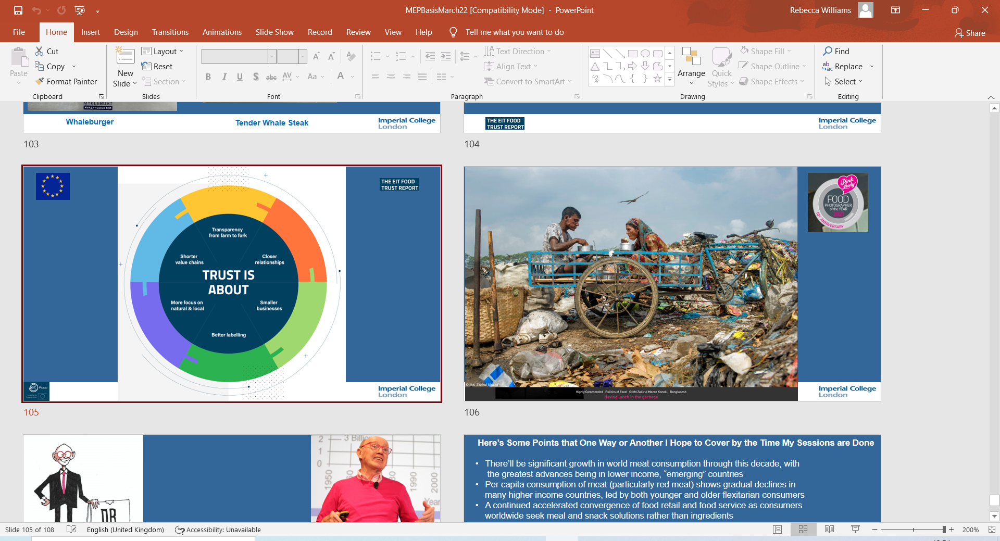 MEPBasisMarch22 [Compatibility Mode] - PowerPoint
Rebecca Williams
File Home Insert Design Transitions Animations Slide Show Record Review View Help Tell me what you want to do
Share
Paste
Cut
Copy
Format Painter
Clipboard
New
Slide
Layout
Reset
Section
Slides
B I U S abc AV Aa A
Font
Text Direction
Align Text
Convert to SmartArt
Paragraph
Arrange
Quick
Styles
Shape Fill
Shape Outline
Shape Effects
Drawing
Find
Replace
Select
Editing
MYKLEBUST
HVALPRODUKTER
Whaleburger
Tender Whale Steak
Imperial College
London
103
THE EIT FOOD
TRUST REPORT
Imperial College
London
104
THE EIT FOOD
TRUST REPORT
Transparency
from farm to fork
Shorter
value chains
Closer
relationships
TRUST IS
ABOUT
More focus on
natural & local
Smaller
businesses
Better labelling
eit Food
Imperial College
London
105
Pink
Lady
FOOD
PHOTOGRAPHER
of the YEAR
2021
10TH ANNIVERSARY
© Md. Zakirul Mazed
Highly Commended Politics of Food © Md Zakirul Mazed Konok, Bangladesh
Having lunch in the garbage
Imperial College
London
106
DR
2
3 Billion
1
0
1950
1990
2000
Year
Here's Some Points that One Way or Another I Hope to Cover by the Time My Sessions are Done
• There'll be significant growth in world meat consumption through this decade, with
the greatest advances being in lower income, “emerging” countries
• Per capita consumption of meat (particularly red meat) shows gradual declines in
many higher income countries, led by both younger and older flexitarian consumers
• A continued accelerated convergence of food retail and food service as consumers
worldwide seek meal and snack solutions rather than ingredients
Slide 105 of 108
English (United Kingdom)
Accessibility: Unavailable
200%